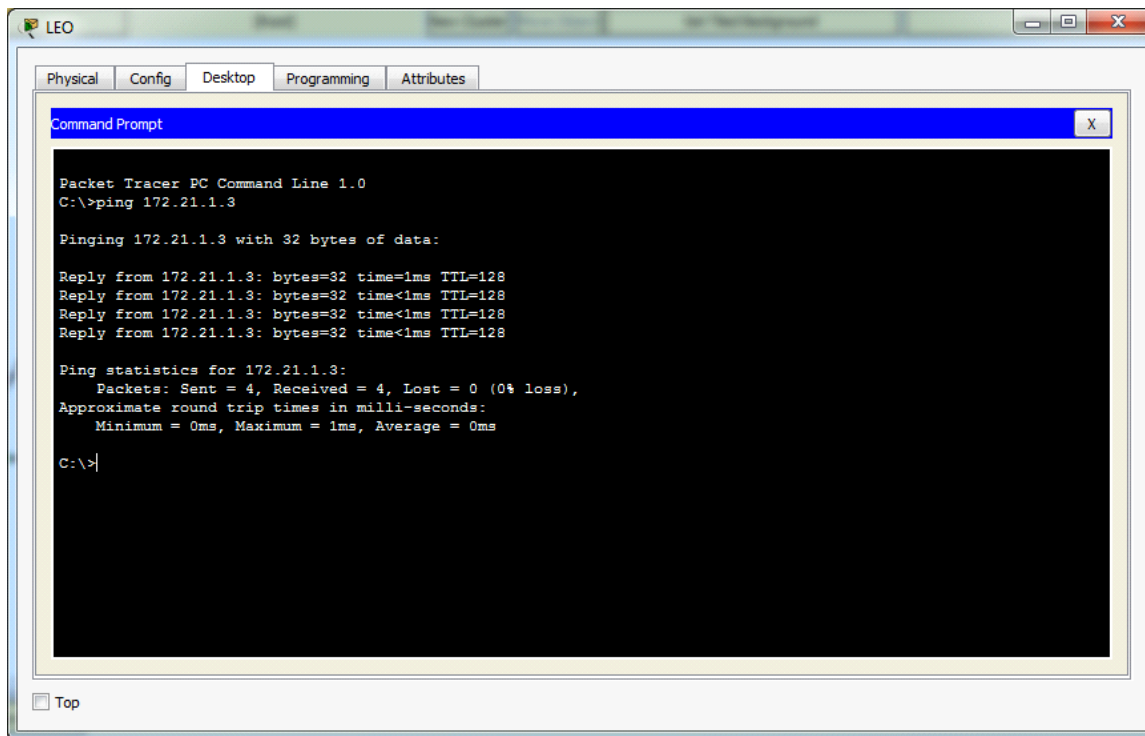 LEO
Physical Config Desktop Programming Attributes
Command Prompt X
Packet Tracer PC Command Line 1.0
C:\>ping 172.21.1.3
Pinging 172.21.1.3 with 32 bytes of data:
Reply from 172.21.1.3: bytes=32 time=1ms TTL=128
Reply from 172.21.1.3: bytes=32 time<1ms TTL=128
Reply from 172.21.1.3: bytes=32 time<1ms TTL=128
Reply from 172.21.1.3: bytes=32 time<1ms TTL=128
Ping statistics for 172.21.1.3:
Packets: Sent = 4, Received = 4, Lost = 0 (0% loss),
Approximate round trip times in milli-seconds:
Minimum = 0ms, Maximum = 1ms, Average = 0ms
C:\>
Top